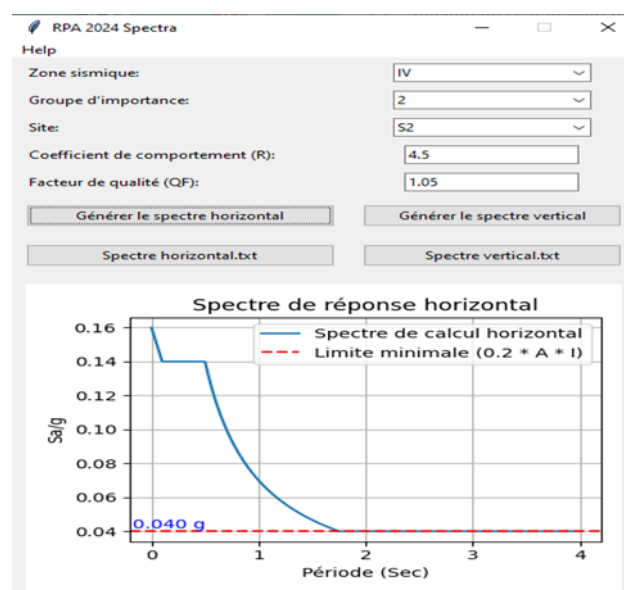 RPA 2024 Spectra
Help
Zone sismique: IV
Groupe d'importance: 2
Site: S2
Coefficient de comportement (R): 4.5
Facteur de qualité (QF): 1.05
Générer le spectre horizontal Générer le spectre vertical
Spectre horizontal.txt Spectre vertical.txt
Spectre de réponse horizontal
Spectre de calcul horizontal
Limite minimale (0.2 * A * I)
0.16
0.14
0.12
0.10
0.08
0.06
0.04
Sa/g
0.040 g
0 1 2 3 4
Période (Sec)